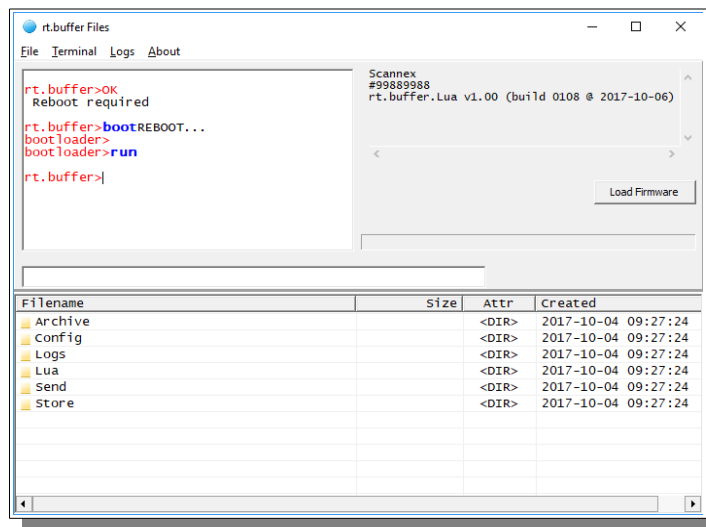 rt.buffer Files
File Terminal Logs About
rt.buffer>OK
Reboot required
rt.buffer>bootREBOOT...
bootloader>
bootloader>run
rt.buffer>
Scannex
#99889988
rt.buffer.Lua v1.00 (build 0108 @ 2017-10-06)
Load Firmware
Filename Size Attr Created
Archive <DIR> 2017-10-04 09:27:24
Config <DIR> 2017-10-04 09:27:24
Logs <DIR> 2017-10-04 09:27:24
Lua <DIR> 2017-10-04 09:27:24
Send <DIR> 2017-10-04 09:27:24
Store <DIR> 2017-10-04 09:27:24